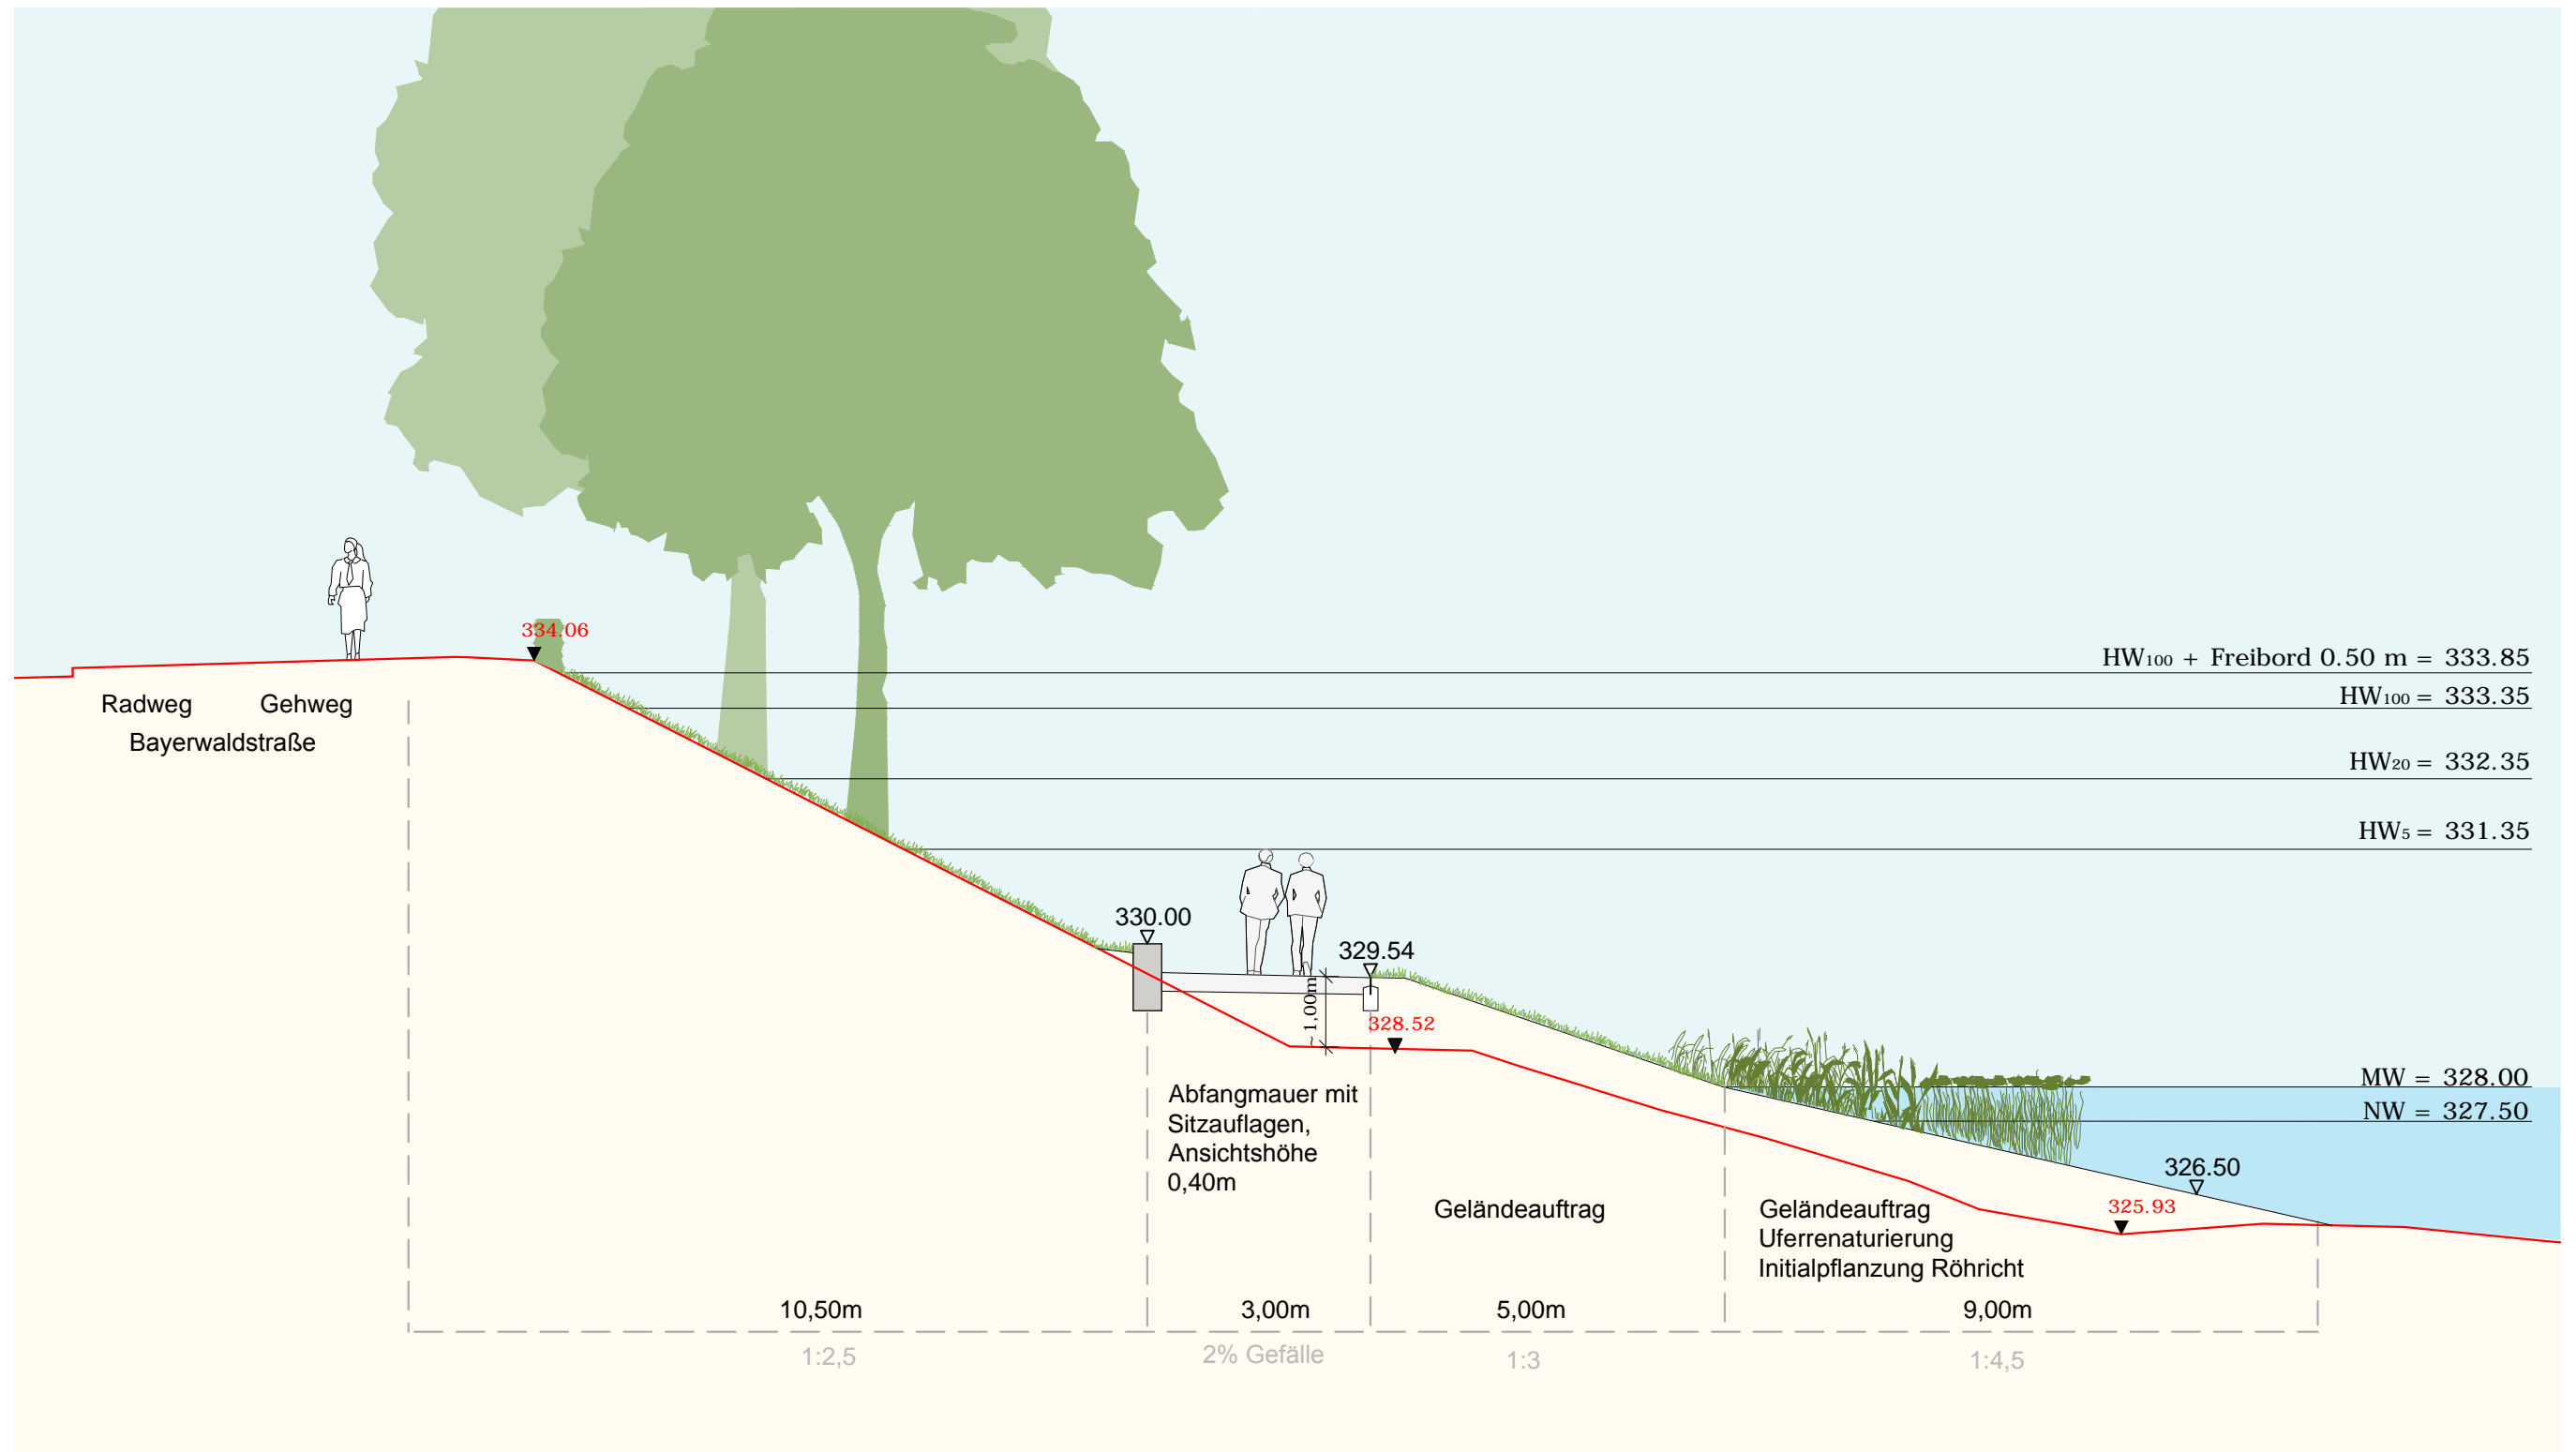 334.06
HW100 + Freibord 0.50 m = 333.85
HW100 = 333.35
Radweg Gehweg
Bayerwaldstraße
HW20 = 332.35
HW5 = 331.35
330.00
329.54
~ 1,00m
328.52
MW = 328.00
NW = 327.50
Abfangmauer mit
Sitzauflagen,
Ansichtshöhe
0,40m
326.50
325.93
Geländeauftrag
Geländeauftrag
Uferrenaturierung
Initialpflanzung Röhricht
10,50m 3,00m 5,00m 9,00m
1:2,5 2% Gefälle 1:3 1:4,5